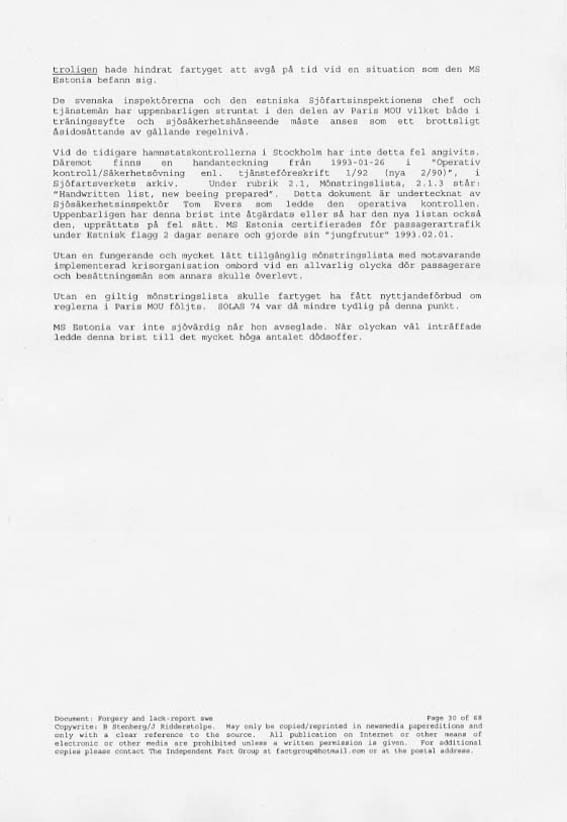 troligen hade hindrat fartyget att avgå på tid vid en situation som den MS
Estonia befann sig.
De svenska inspektörerna och den estniska Sjöfartsinspektionens chef och
tjänstemän har uppenbarligen struntat i den delen av Paris MOU vilket både i
träningssyfte och sjösäkerhetshänseende måste anses som ett brottsligt
åsidosättande av gällande regelnivå.
Vid de tidigare hamnstatskontrollerna i Stockholm har inte detta fel angivits.
Däremot finns en handanteckning från 1993-01-26 i "Operativ
kontroll/Säkerhetsövning enl. tjänsteföreskrift 1/92 (nya 2/90)", i
Sjöfartsverkets arkiv. Under rubrik 2.1, Mönstringslista, 2.1.3 står:
"Handwritten list, new beeing prepared". Detta dokument är undertecknat av
Sjösäkerhetsinspektör Tom Evers som ledde den operativa kontrollen.
Uppenbarligen har denna brist inte åtgärdats eller så har den nya listan också
den, upprättats på fel sätt. MS Estonia certifierades för passagerartrafik
under Estnisk flagg 2 dagar senare och gjorde sin "jungfrutur" 1993.02.01.
Utan en fungerande och mycket lätt tillgänglig mönstringslista med motsvarande
implementerad krisorganisation ombord vid en allvarlig olycka dör passagerare
och besättningsmän som annars skulle överlevt.
Utan en giltig mönstringslista skulle fartyget ha fått nyttjandeförbud om
reglerna i Paris MOU följts. SOLAS 74 var då mindre tydlig på denna punkt.
MS Estonia var inte sjövärdig när hon avseglade. När olyckan väl inträffade
ledde denna brist till det mycket höga antalet dödsoffer.
Document: Forgery and lack-report swe Page 30 of 68
Copywrite: B Stenberg/J Ridderstolpe. May only be copied/reprinted in newsmedia papereditions and
only with a clear reference to the source. All publication on Internet or other means of
electronic or other media are prohibited unless a written permission is given. For additional
copies please contact The Independent Fact Group at factgroup@hotmail.com or at the postal address.